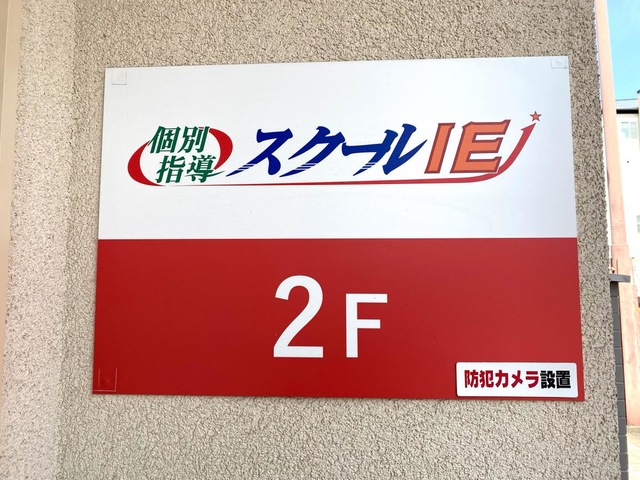 個別
指導
スクールIE
2F
防犯カメラ設置